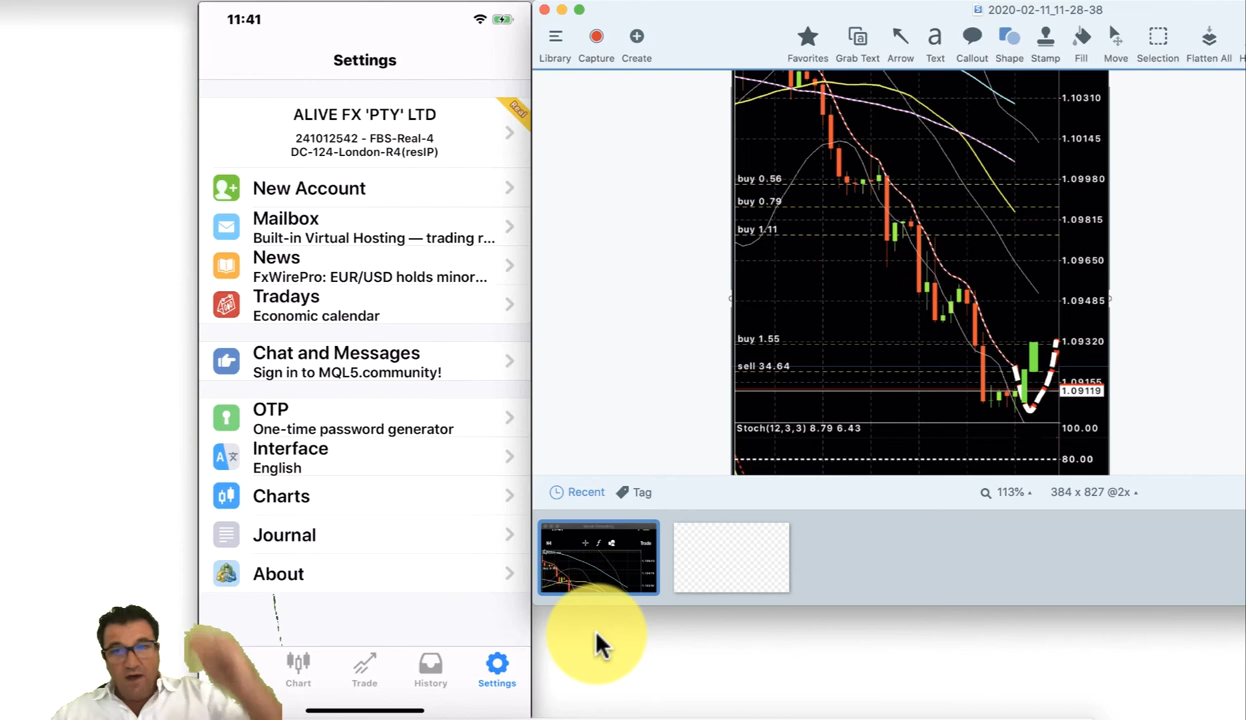 11:41
Settings
ALIVE FX 'PTY' LTD
Real
241012542 - FBS-Real-4
DC-124-London-R4(resIP)
New Account
Mailbox
Built-in Virtual Hosting — trading r...
News
FxWirePro: EUR/USD holds minor...
Tradays
Economic calendar
Chat and Messages
Sign in to MQL5.community!
OTP
One-time password generator
Interface
English
Charts
Journal
About
Chart
Trade
History
Settings
2020-02-11_11-28-38
Library
Capture
Create
Favorites
Grab Text
Arrow
Text
Callout
Shape
Stamp
Fill
Move
Selection
Flatten All
1.10310
1.10145
buy 0.56
1.09980
buy 0.79
1.09815
buy 1.11
1.09650
1.09485
buy 1.55
1.09320
sell 34.64
1.09155
1.09119
Stoch(12,3,3) 8.79 6.43
100.00
80.00
Recent
Tag
113%
384 x 827 @2x